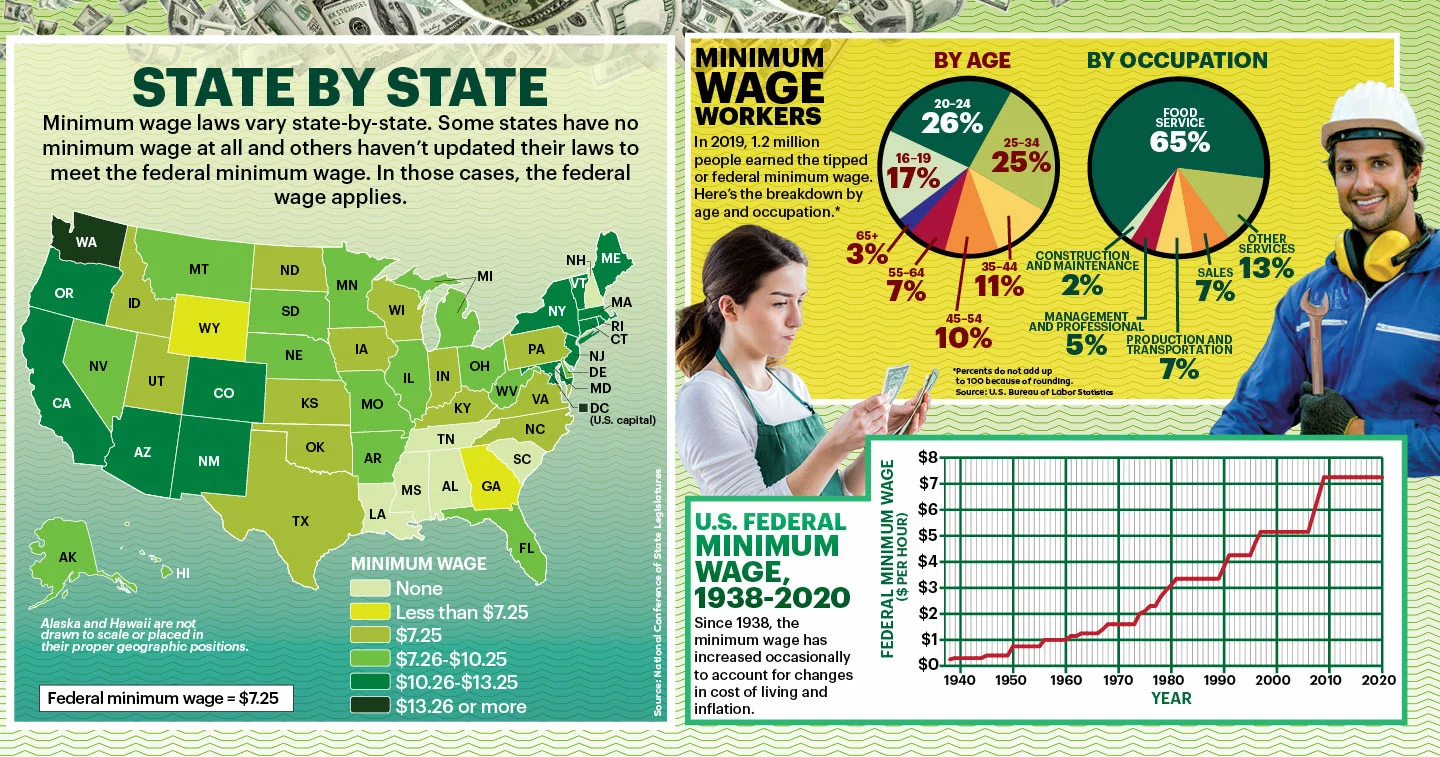 STATE BY STATE
Minimum wage laws vary state-by-state. Some states have no
minimum wage at all and others haven't updated their laws to
meet the federal minimum wage. In those cases, the federal
wage applies.
WA
OR
CA
NV
ID
MT
WY
UT
CO
AZ
NM
ND
SD
NE
KS
OK
TX
MN
IA
MO
AR
LA
WI
IL
MI
IN
OH
KY
TN
MS
AL
GA
FL
SC
NC
VA
WV
PA
NY
VT
NH
ME
MA
RI
CT
NJ
DE
MD
DC
(U.S. capital)
AK
HI
Alaska and Hawaii are not
drawn to scale or placed in
their proper geographic positions.
Federal minimum wage = $7.25
MINIMUM WAGE
None
Less than $7.25
$7.25
$7.26-$10.25
$10.26-$13.25
$13.26 or more
Source: National Conference of State Legislatures
MINIMUM
WAGE
WORKERS
In 2019, 1.2 million
people earned the tipped
or federal minimum wage.
Here's the breakdown by
age and occupation.*
BY AGE
20–24
26%
25–34
25%
16–19
17%
65+
3%
55–64
7%
45–54
10%
35–44
11%
BY OCCUPATION
FOOD
SERVICE
65%
OTHER
SERVICES
13%
SALES
7%
PRODUCTION AND
TRANSPORTATION
7%
MANAGEMENT
AND PROFESSIONAL
5%
CONSTRUCTION
AND MAINTENANCE
2%
*Percents do not add up
to 100 because of rounding.
Source: U.S. Bureau of Labor Statistics
U.S. FEDERAL
MINIMUM
WAGE,
1938-2020
Since 1938, the
minimum wage has
increased occasionally
to account for changes
in cost of living and
inflation.
FEDERAL MINIMUM WAGE
($ PER HOUR)
$8
$7
$6
$5
$4
$3
$2
$1
$0
1940 1950 1960 1970 1980 1990 2000 2010 2020
YEAR